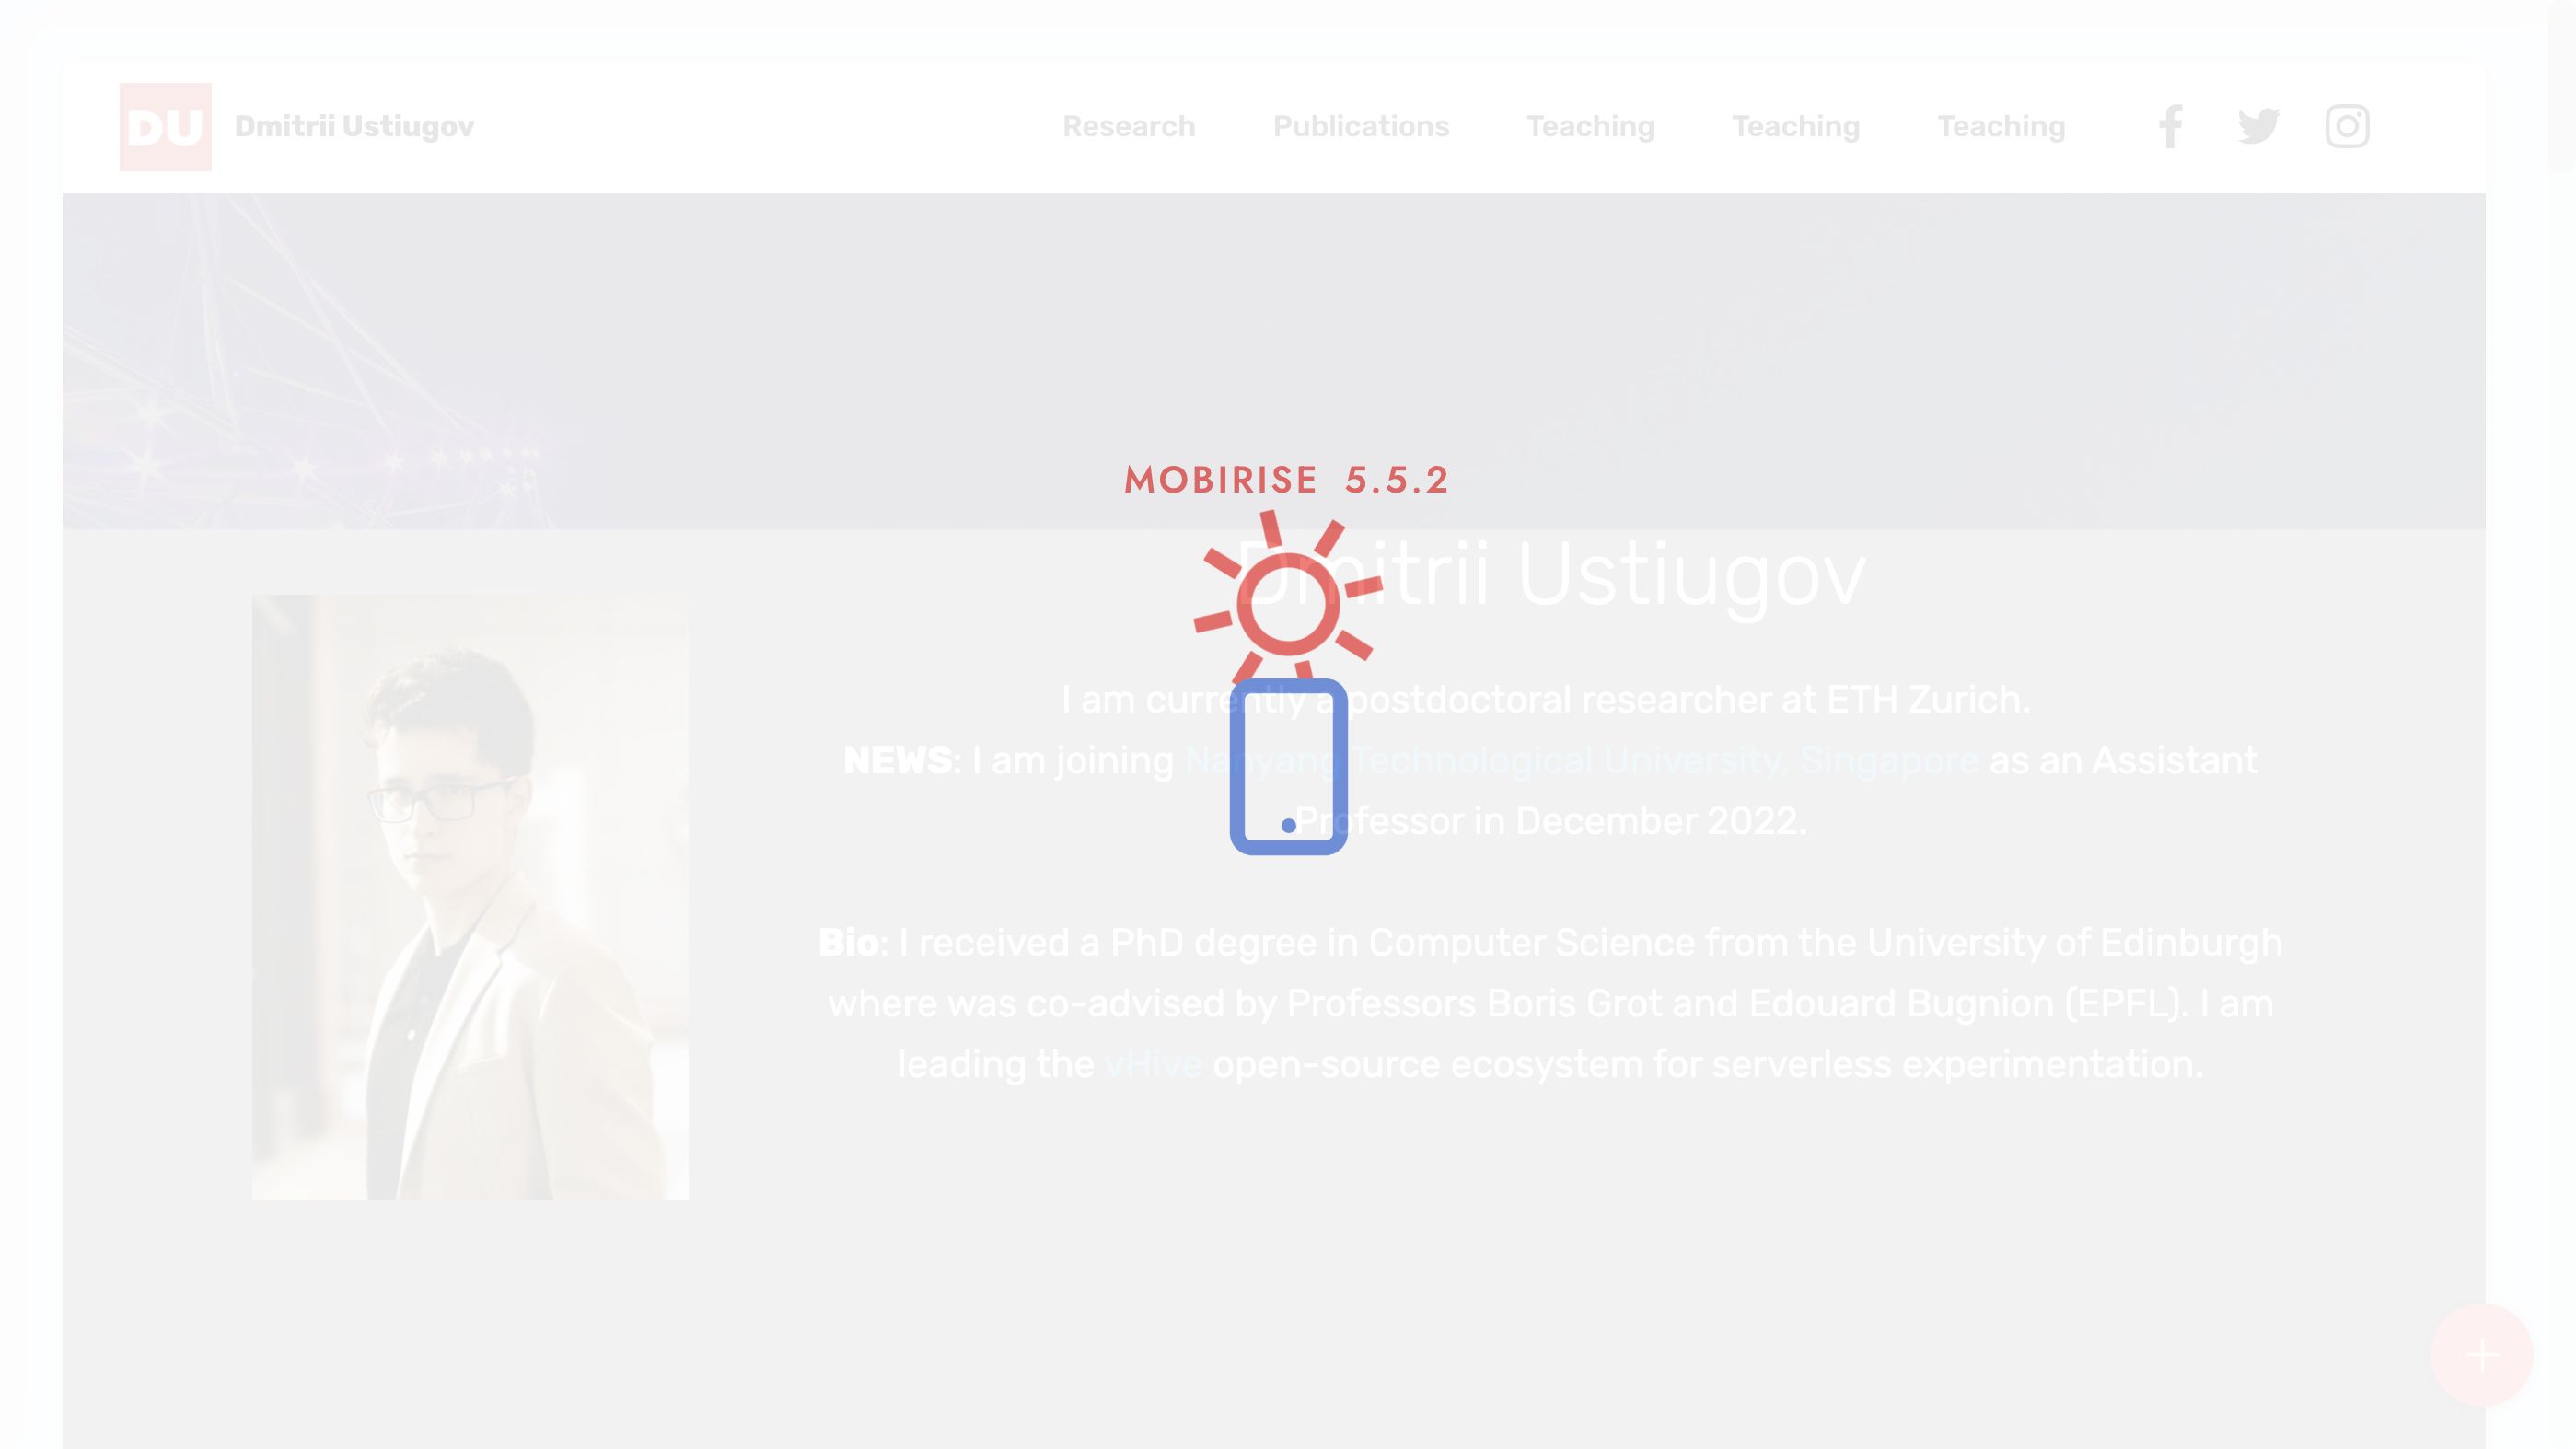 DU Dmitrii Ustiugov Research Publications Teaching Teaching Teaching
MOBIRISE 5.5.2
Dmitrii Ustiugov
I am currently a postdoctoral researcher at ETH Zurich.
NEWS: I am joining Nanyang Technological University, Singapore as an Assistant
Professor in December 2022.
Bio: I received a PhD degree in Computer Science from the University of Edinburgh
where was co-advised by Professors Boris Grot and Edouard Bugnion (EPFL). I am
leading the vHive open-source ecosystem for serverless experimentation.